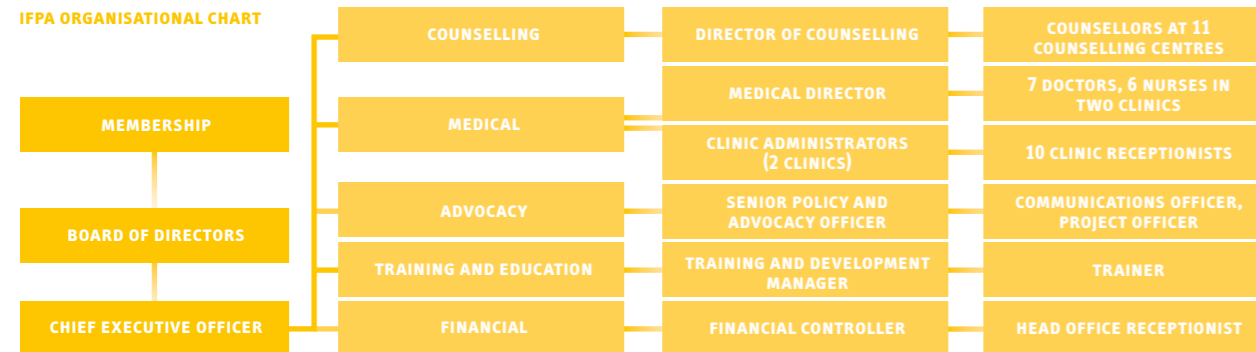 IFPA ORGANISATIONAL CHART
MEMBERSHIP
BOARD OF DIRECTORS
CHIEF EXECUTIVE OFFICER
COUNSELLING
DIRECTOR OF COUNSELLING
COUNSELLORS AT 11
COUNSELLING CENTRES
MEDICAL
MEDICAL DIRECTOR
7 DOCTORS, 6 NURSES IN
TWO CLINICS
CLINIC ADMINISTRATORS
(2 CLINICS)
10 CLINIC RECEPTIONISTS
ADVOCACY
SENIOR POLICY AND
ADVOCACY OFFICER
COMMUNICATIONS OFFICER,
PROJECT OFFICER
TRAINING AND EDUCATION
TRAINING AND DEVELOPMENT
MANAGER
TRAINER
FINANCIAL
FINANCIAL CONTROLLER
HEAD OFFICE RECEPTIONIST